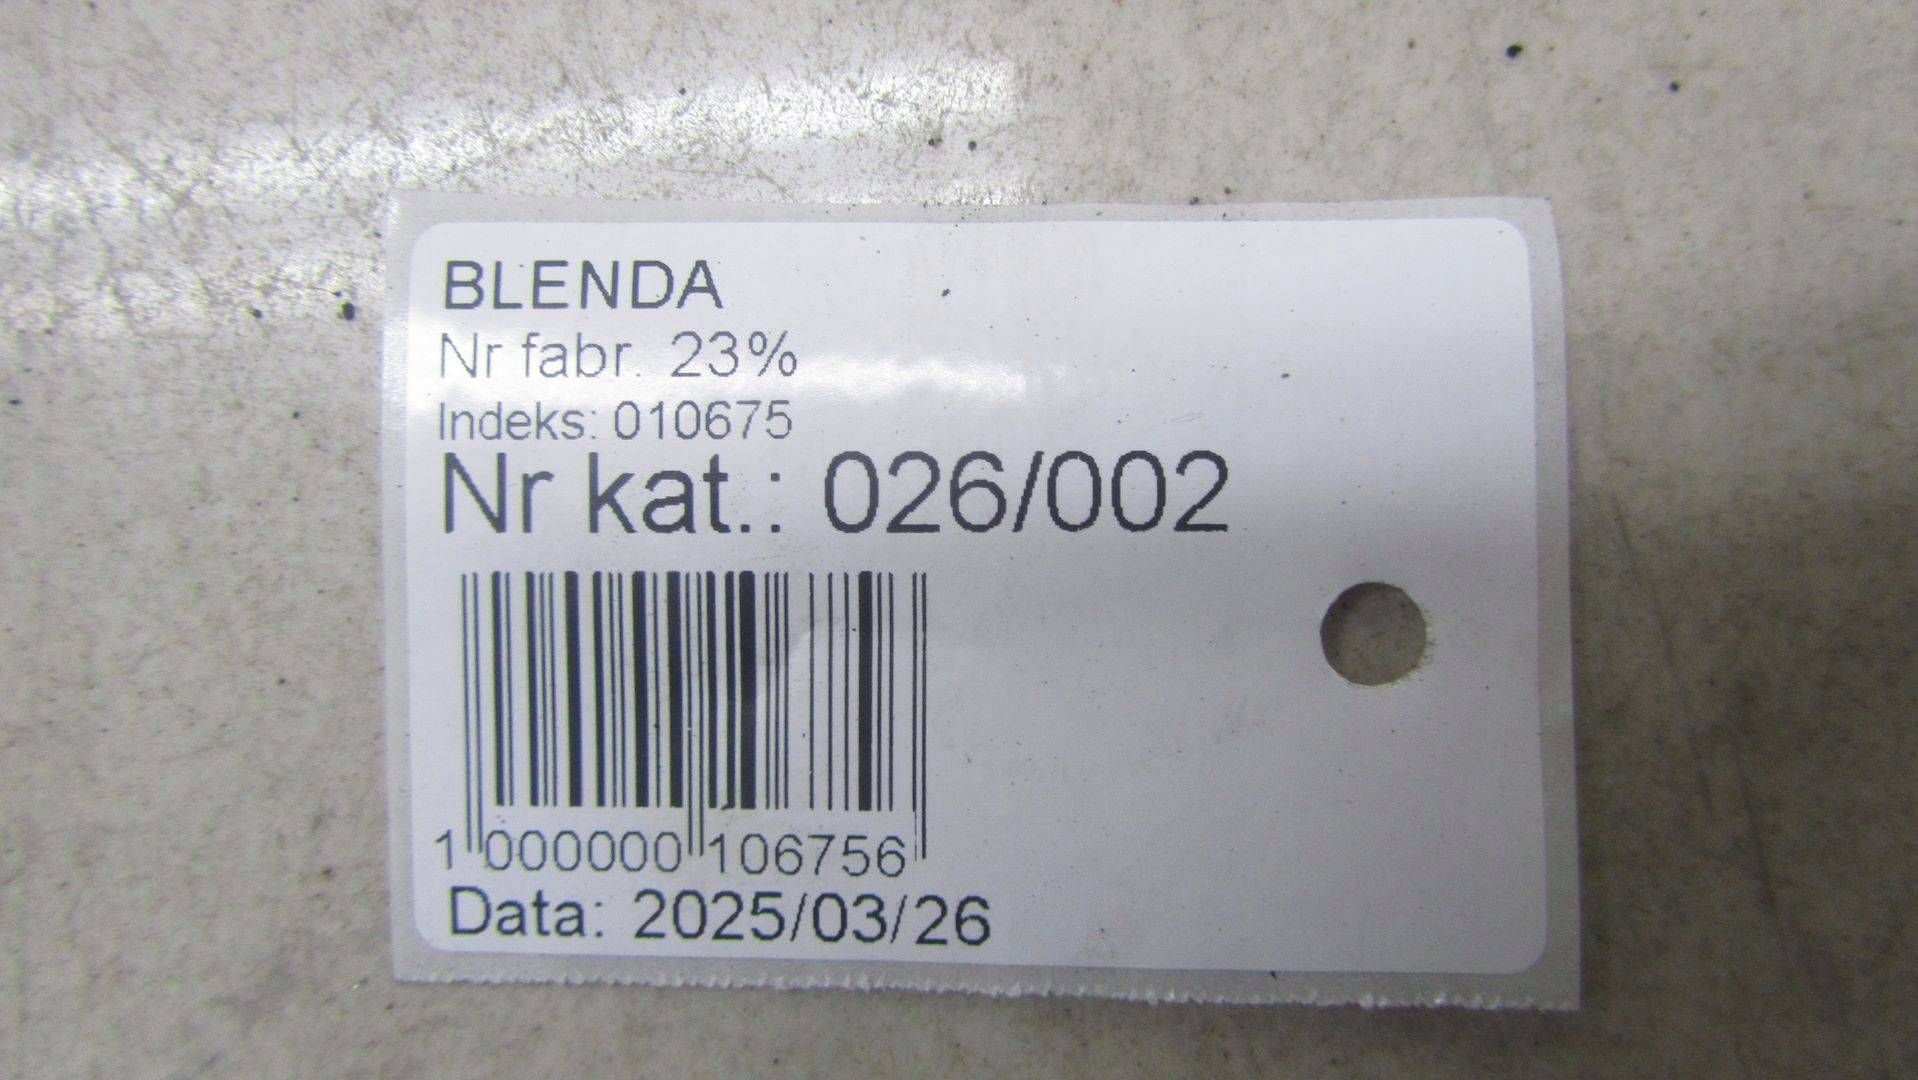 BLENDA
Nr fabr. 23%
Indeks: 010675
Nr kat.: 026/002
1 000000 106756
Data: 2025/03/26